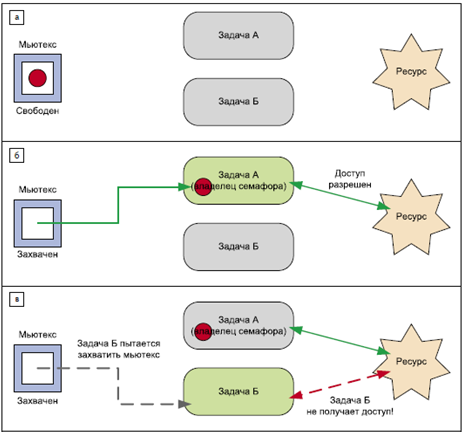 а
Мьютекс
Свободен
Задача А
Задача Б
Ресурс
б
Мьютекс
Захвачен
Задача А
(владелец семафора)
Задача Б
Доступ
разрешен
Ресурс
в
Мьютекс
Захвачен
Задача Б пытается
захватить мьютекс
Задача А
(владелец семафора)
Задача Б
Ресурс
Задача Б
не получает доступ!